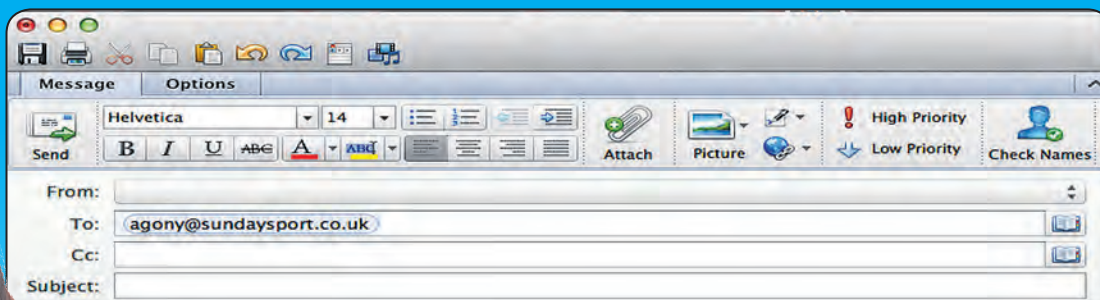 Message Options
Helvetica 14
High Priority
B I U ABC A ABC
Send Attach Picture Low Priority Check Names
From:
To: agony@sundaysport.co.uk
Cc:
Subject: